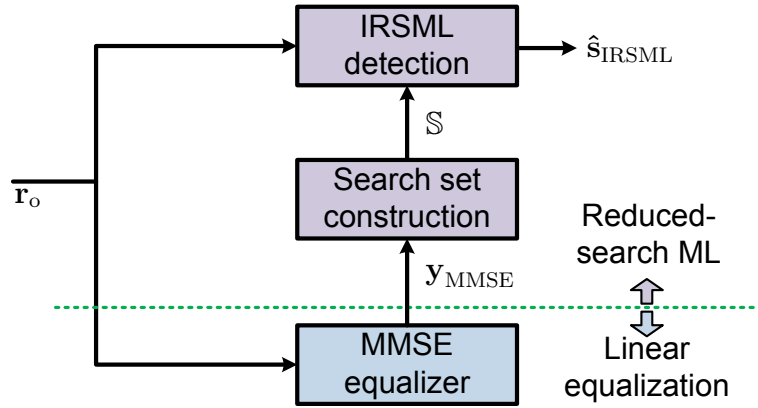 IRSML
detection
ŝ_IRSML
𝕊
r_o
Search set
construction
Reduced-
search ML
y_MMSE
MMSE
equalizer
Linear
equalization